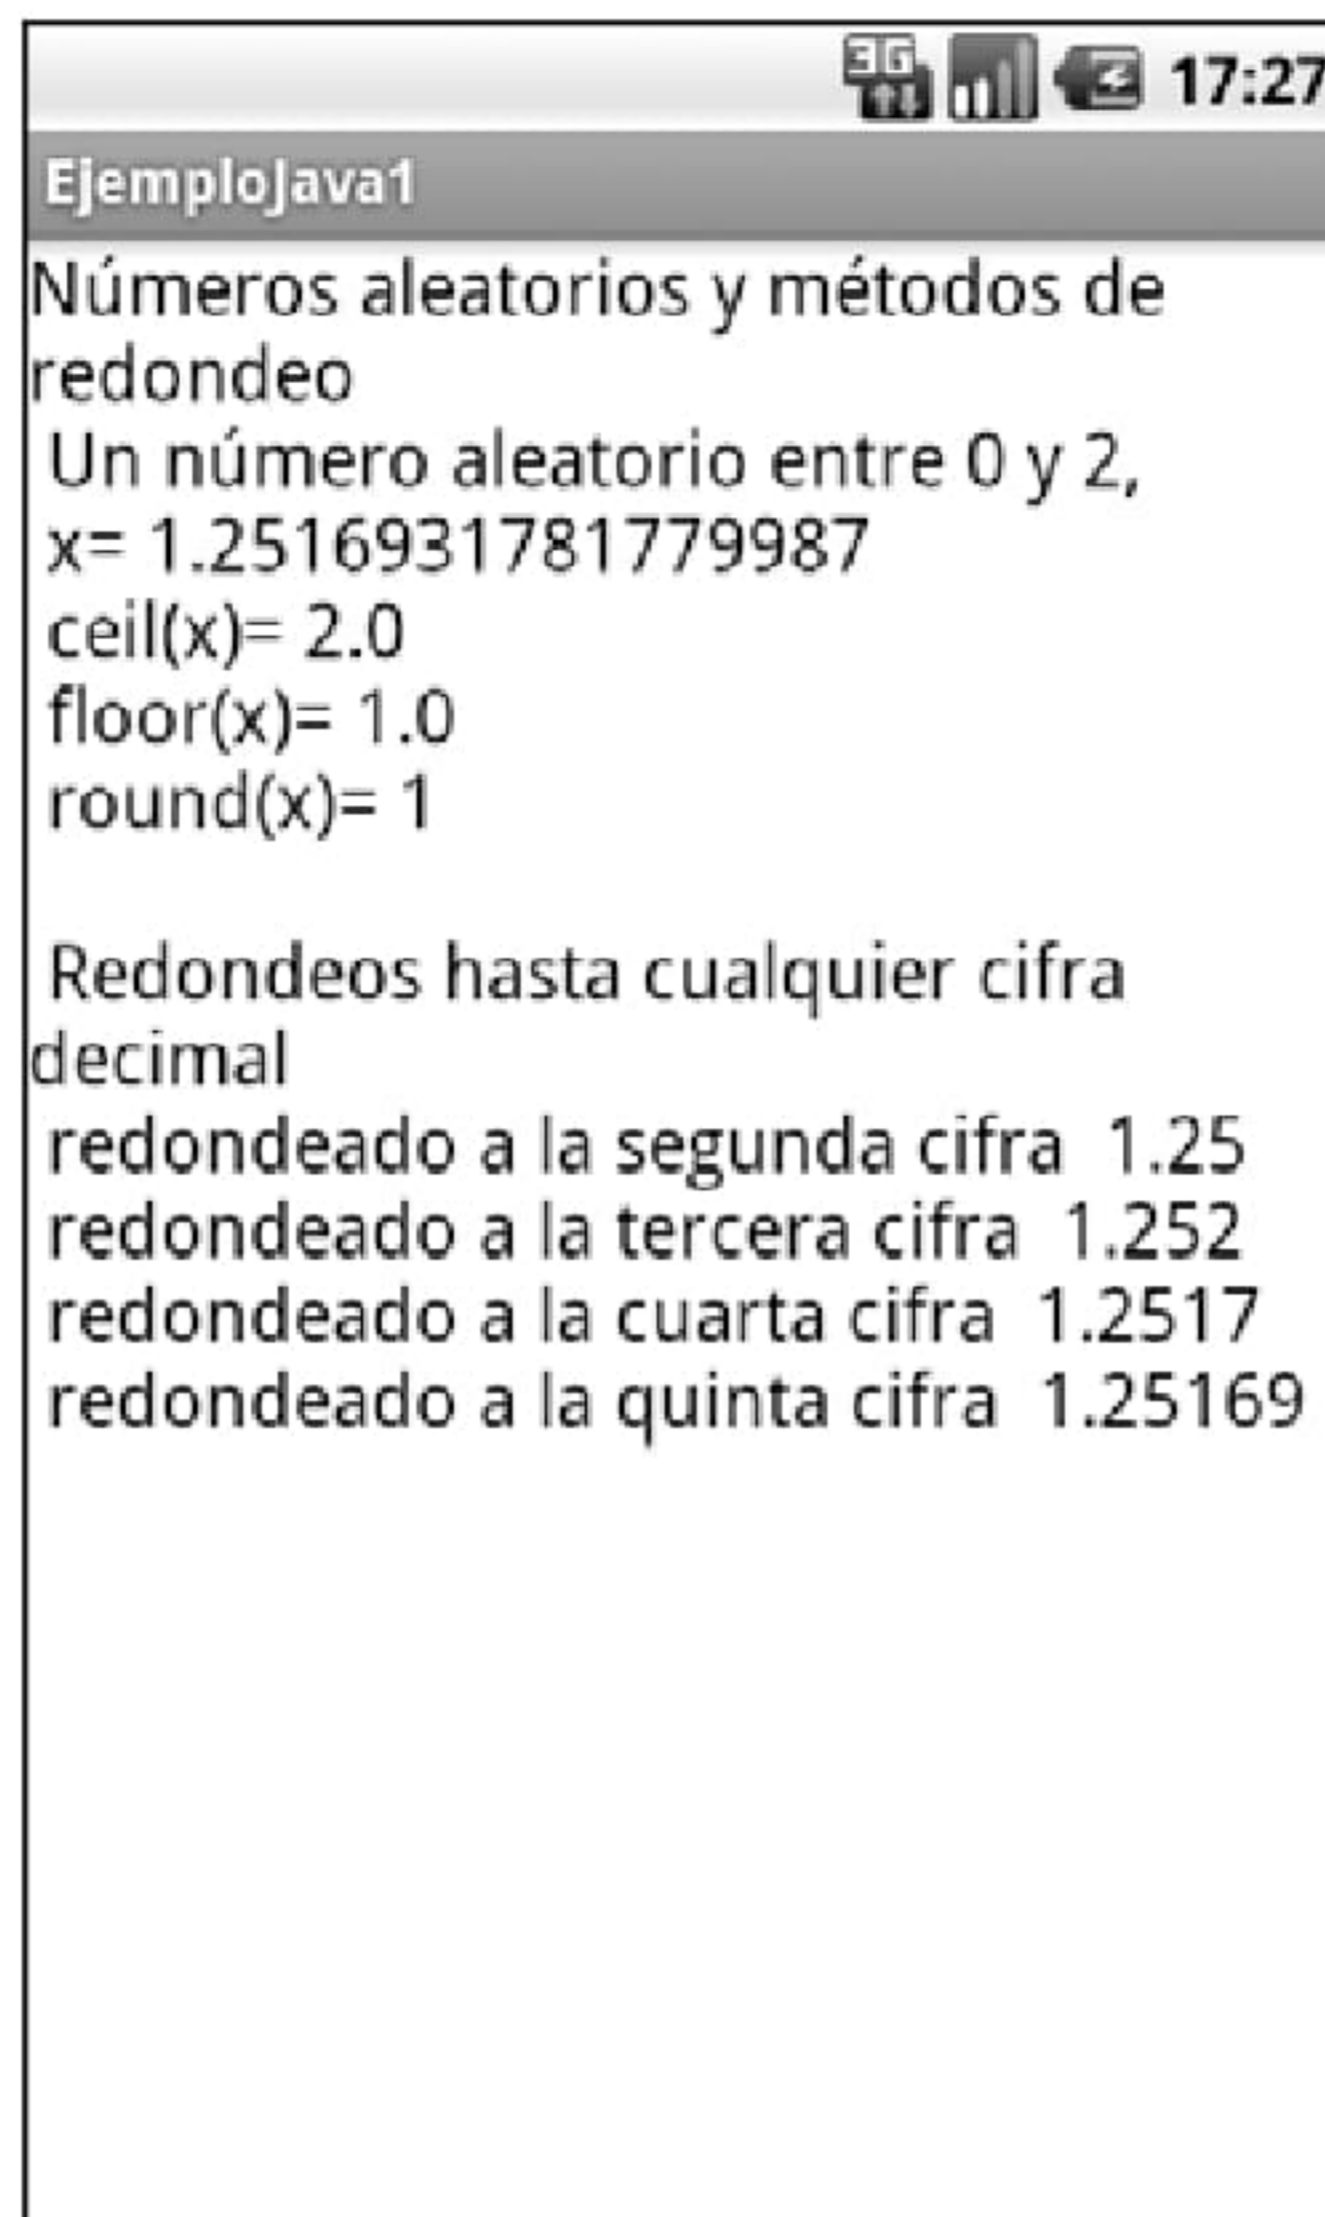 3G 17:27
EjemploJava1
Números aleatorios y métodos de
redondeo
Un número aleatorio entre 0 y 2,
x= 1.2516931781779987
ceil(x)= 2.0
floor(x)= 1.0
round(x)= 1
Redondeos hasta cualquier cifra
decimal
redondeado a la segunda cifra 1.25
redondeado a la tercera cifra 1.252
redondeado a la cuarta cifra 1.2517
redondeado a la quinta cifra 1.25169